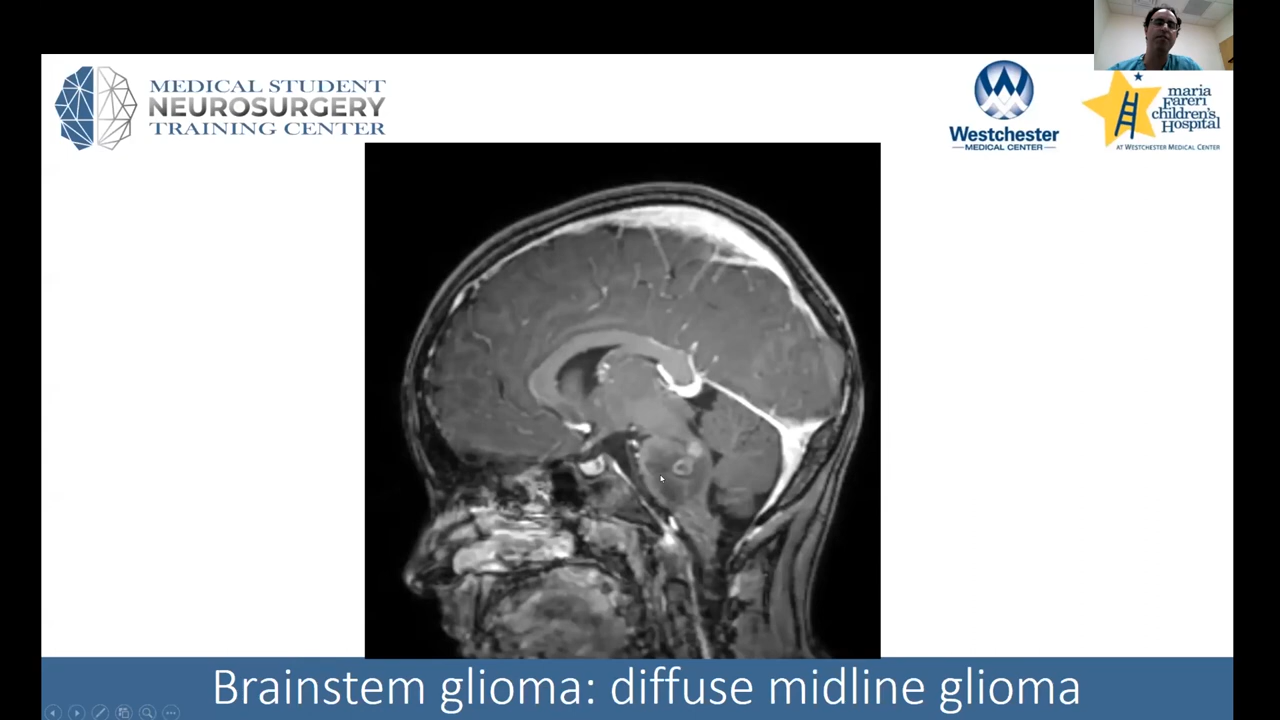 MEDICAL STUDENT
NEUROSURGERY
TRAINING CENTER
Westchester
MEDICAL CENTER
maria
fareri
children's
Hospital
AT WESTCHESTER MEDICAL CENTER
Brainstem glioma: diffuse midline glioma